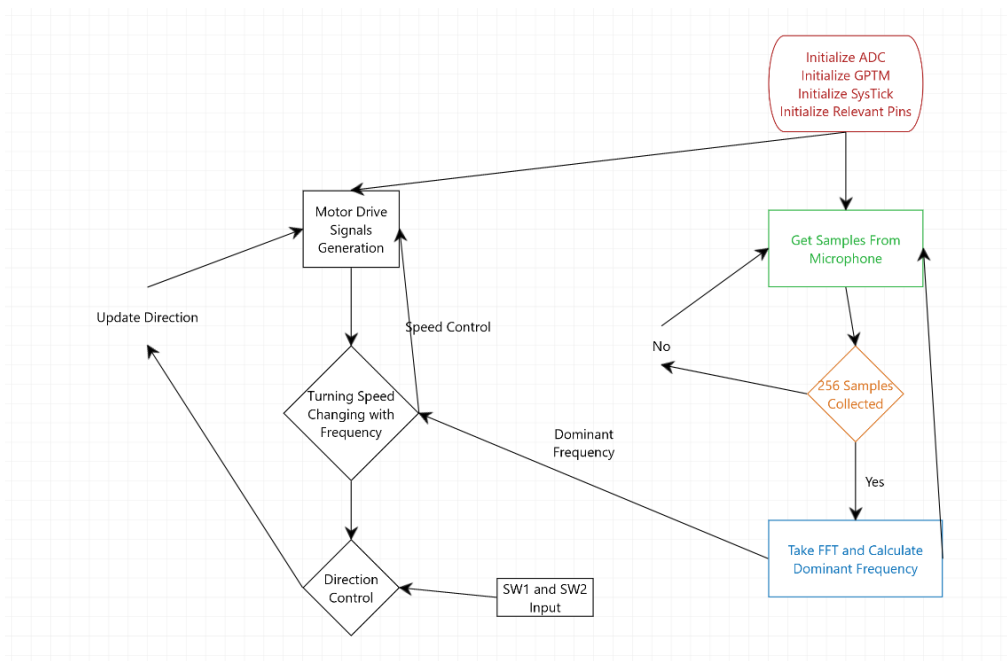 Initialize ADC
Initialize GPTM
Initialize SysTick
Initialize Relevant Pins
Motor Drive
Signals
Generation
Get Samples From
Microphone
Update Direction
Speed Control
No
256 Samples
Collected
Turning Speed
Changing with
Frequency
Dominant
Frequency
Yes
Take FFT and Calculate
Dominant Frequency
Direction
Control
SW1 and SW2
Input